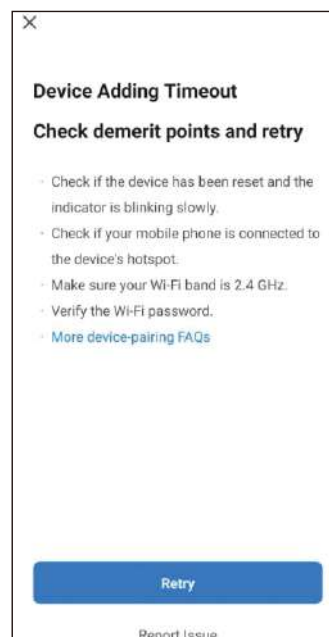 Device Adding Timeout
Check demerit points and retry
Check if the device has been reset and the
indicator is blinking slowly.
Check if your mobile phone is connected to
the device's hotspot.
Make sure your Wi-Fi band is 2.4 GHz.
Verify the Wi-Fi password.
More device-pairing FAQs
Retry
Report Issue